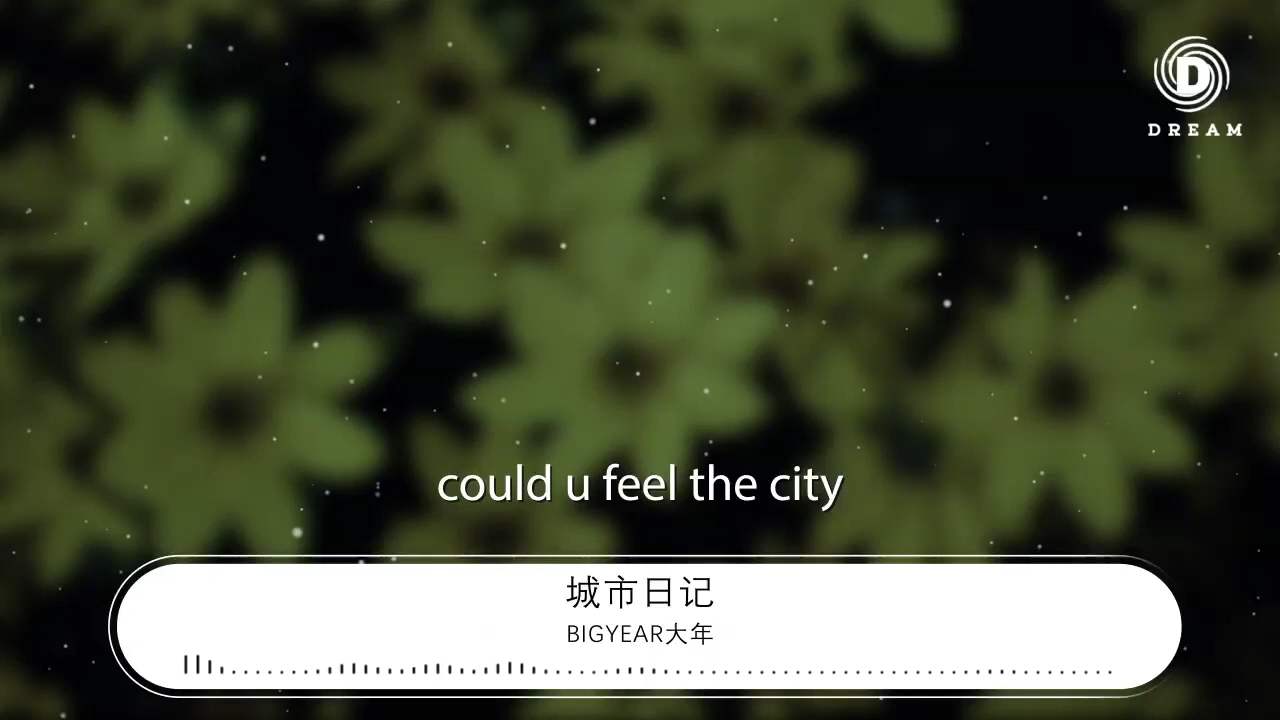 D
DREAM
could u feel the city
城市日记
BIGYEAR大年